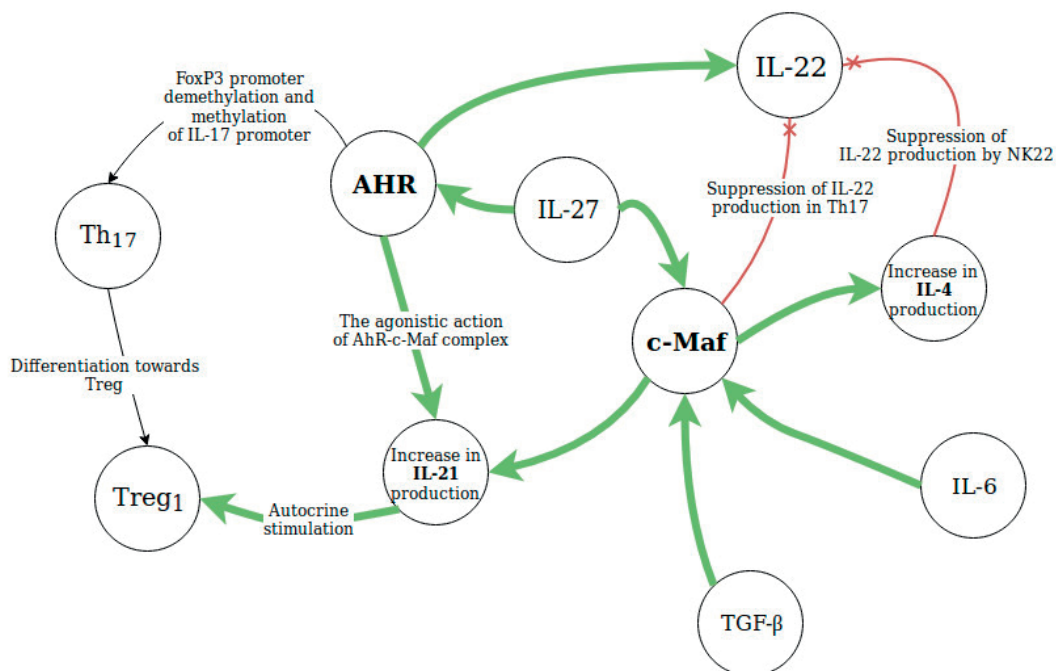 IL-22
FoxP3 promoter
demethylation and
methylation
of IL-17 promoter
Suppression of
IL-22 production by NK22
AHR
Suppression of IL-22
production in Th17
IL-27
Th17
Increase in
IL-4
production
The agonistic action
of AhR-c-Maf complex
c-Maf
Differentiation towards
Treg
Increase in
IL-21
production
IL-6
Treg1
Autocrine
stimulation
TGF-β